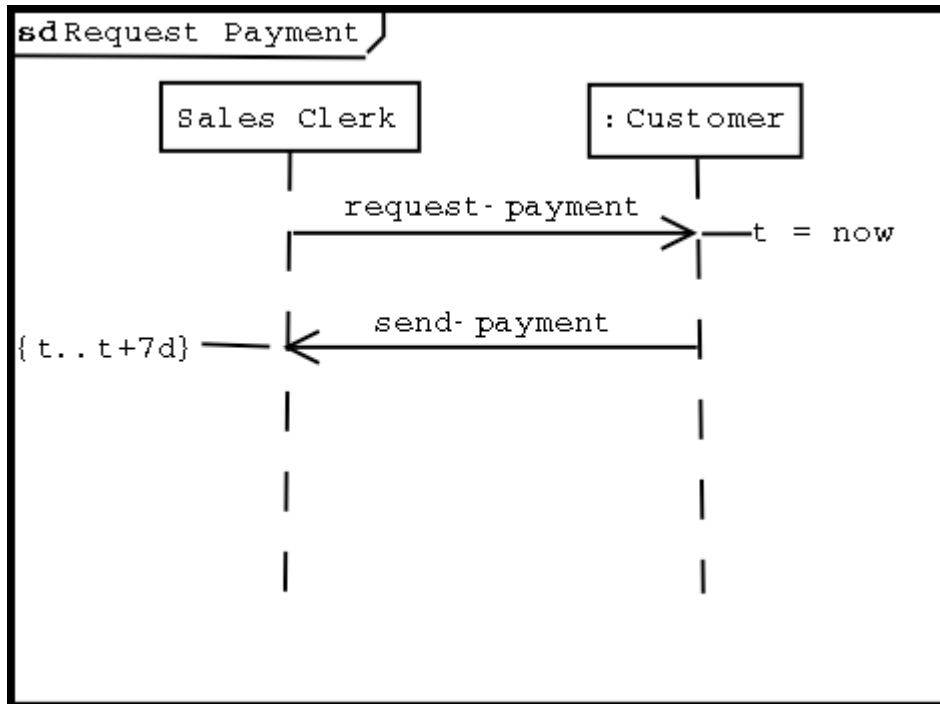 sd Request Payment
Sales Clerk
:Customer
request-payment
t = now
send-payment
{t..t+7d}